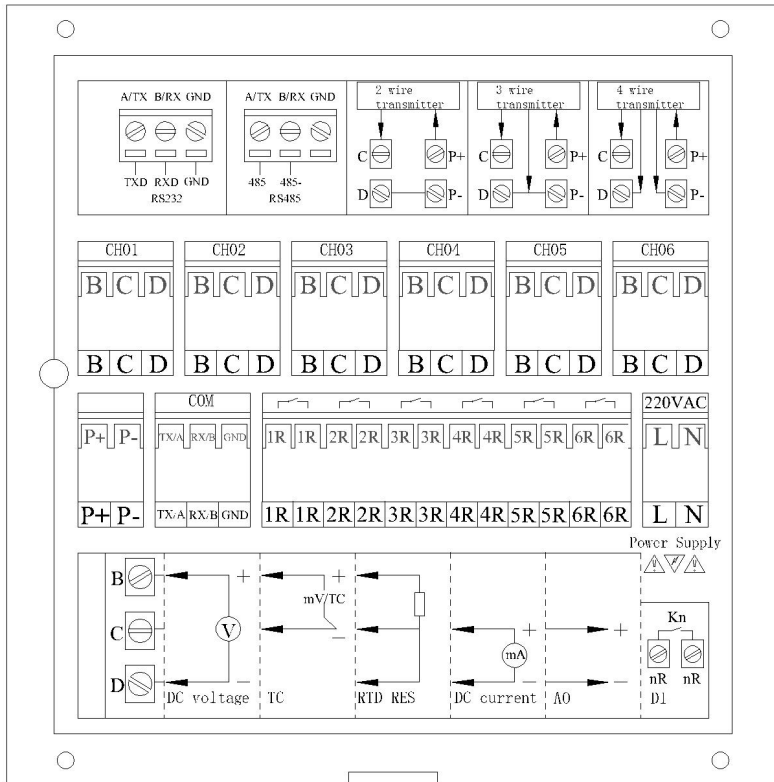 A/TX B/RX GND
TXD RXD GND
RS232
A/TX B/RX GND
485 485-
RS485
2 wire
transmitter
C P+
D P-
3 wire
transmitter
C P+
D P-
4 wire
transmitter
C P+
D P-
CH01 CH02 CH03 CH04 CH05 CH06
B C D B C D B C D B C D B C D B C D
B C D B C D B C D B C D B C D B C D
COM 220VAC
P+ P- TX/A RX/B GND 1R 1R 2R 2R 3R 3R 4R 4R 5R 5R 6R 6R L N
P+ P- TX/A RX/B GND 1R 1R 2R 2R 3R 3R 4R 4R 5R 5R 6R 6R L N
Power Supply
B + + 
mV/TC
C V - + + Kn
mA
nR nR
D - - -
DC voltage TC RTD RES DC current AO DI